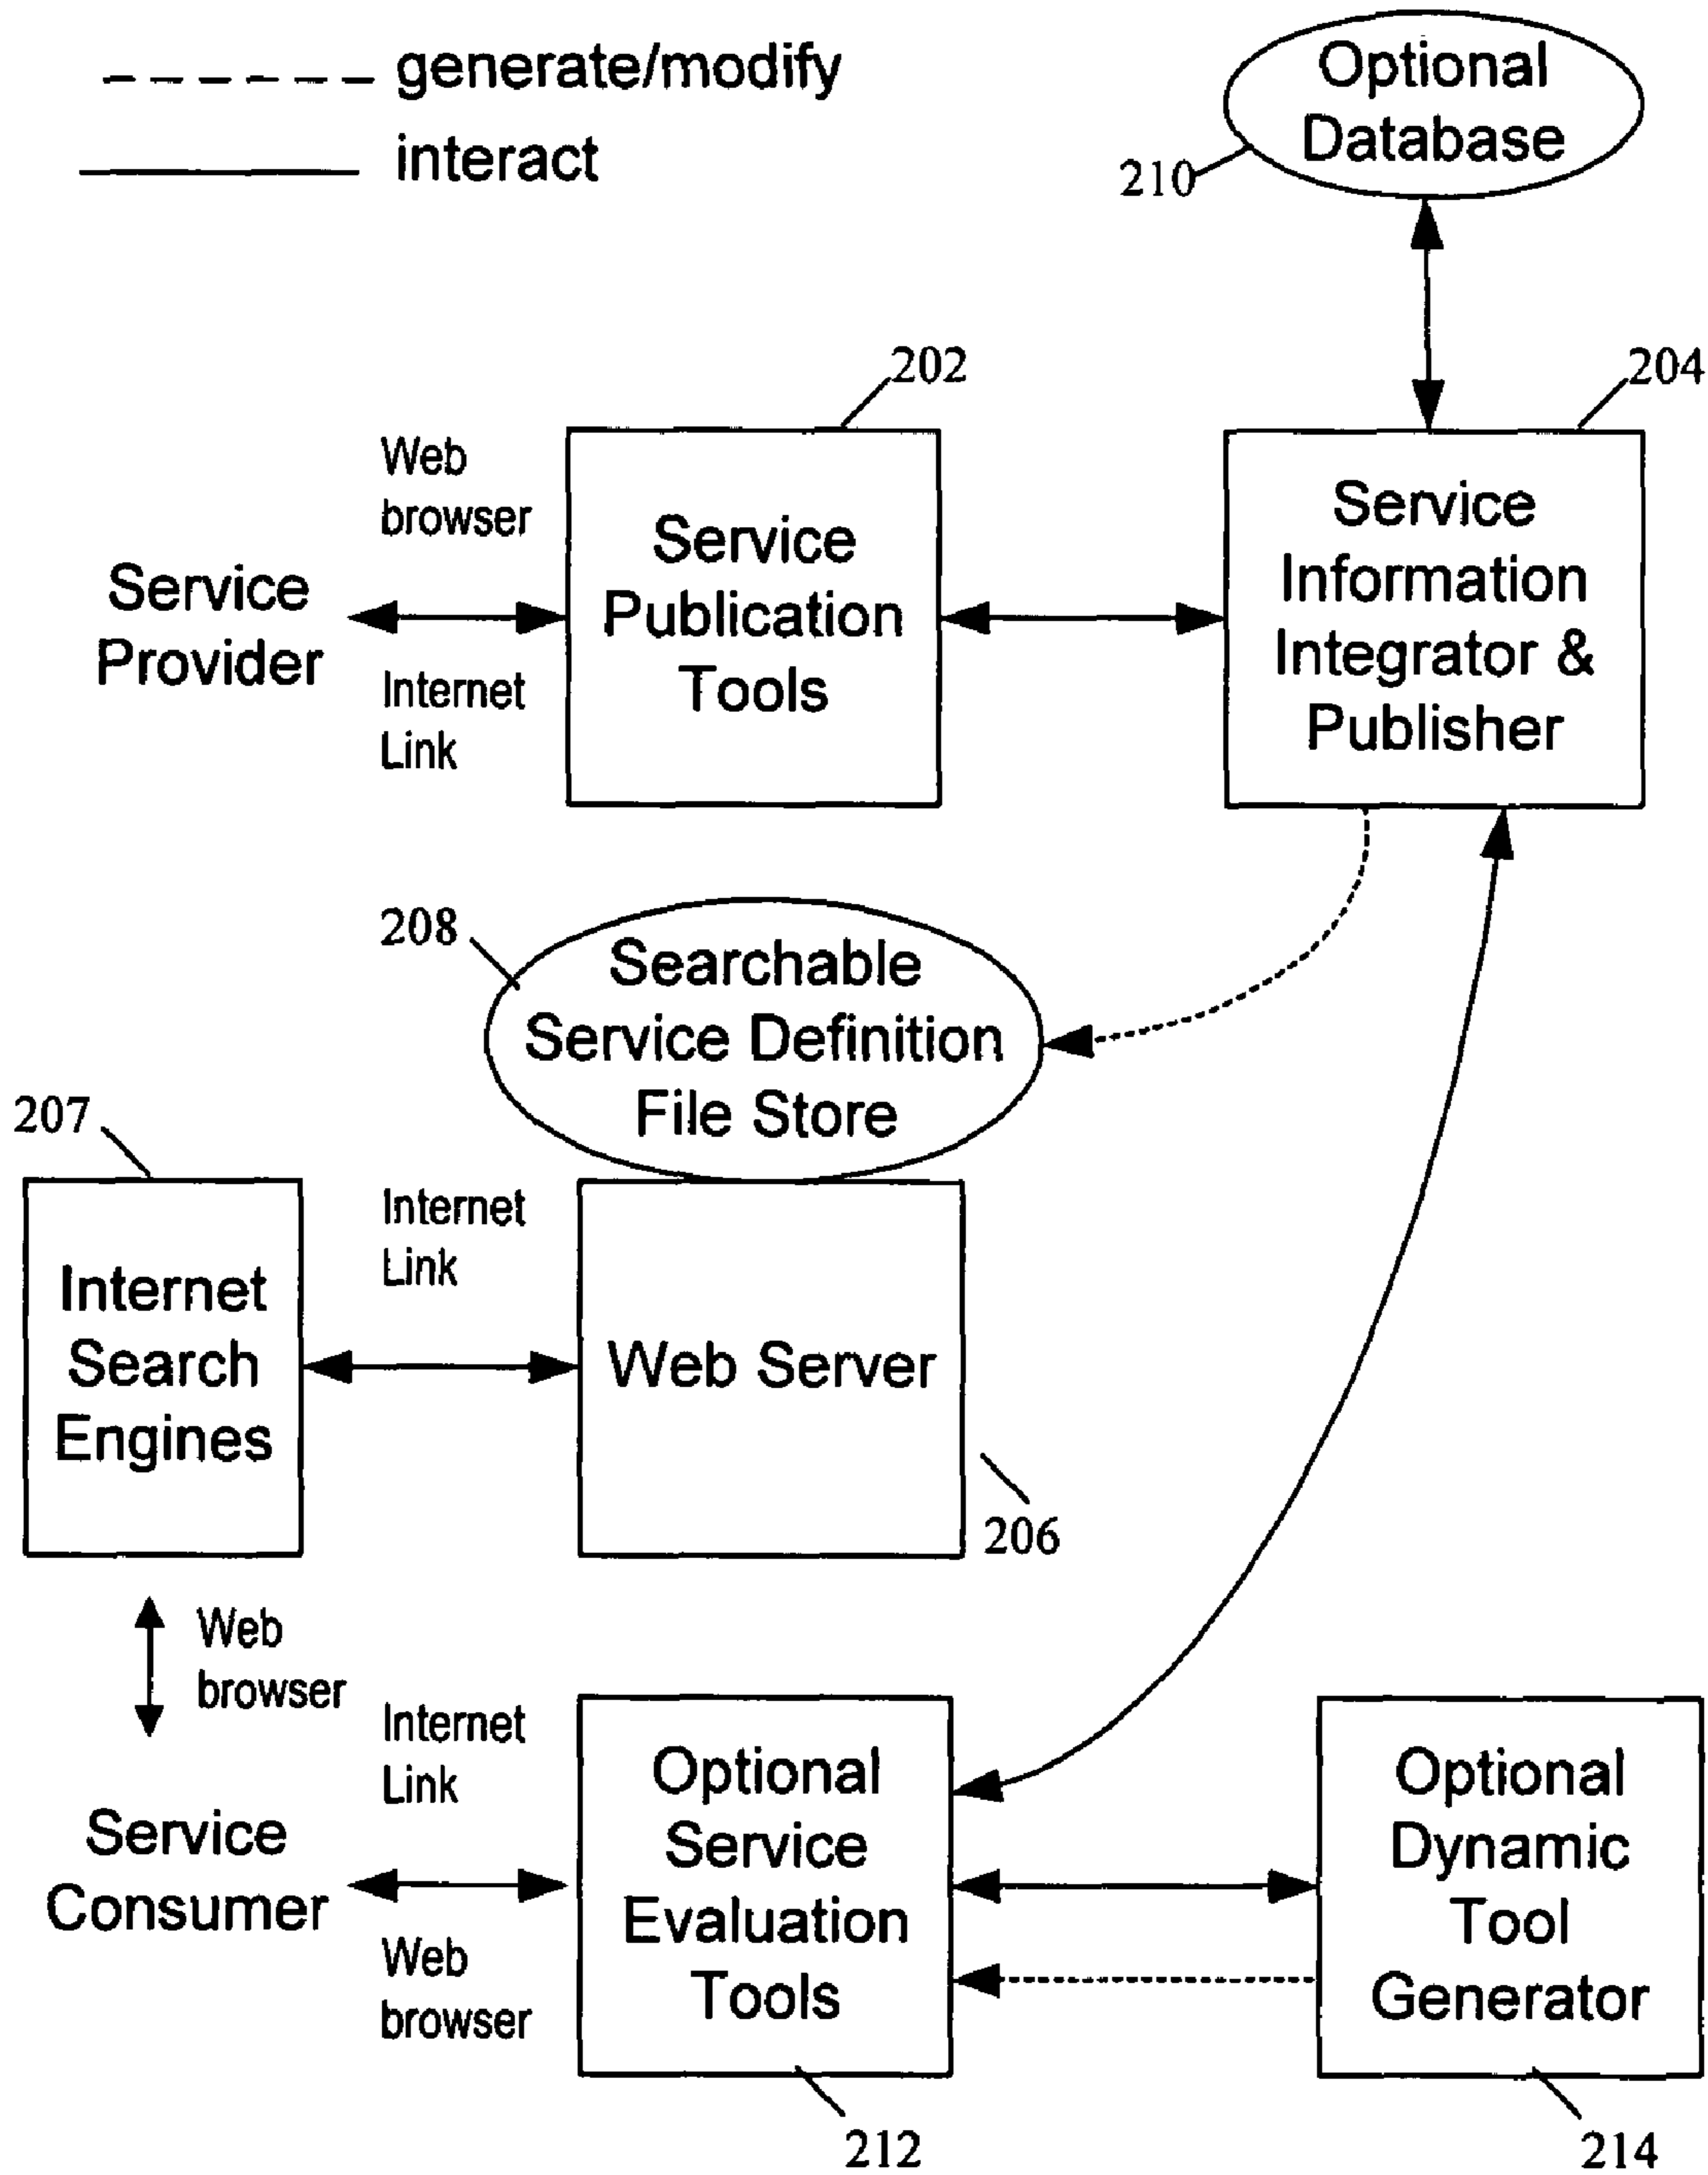 generate/modify
interact
Optional
Database
210
202
204
Web
browser
Service
Provider
Internet
Link
Service
Publication
Tools
Service
Information
Integrator &
Publisher
208
Searchable
Service Definition
File Store
207
Internet
Link
Internet
Search
Engines
Web Server
206
Web
browser
Internet
Link
Service
Consumer
Web
browser
Optional
Service
Evaluation
Tools
Optional
Dynamic
Tool
Generator
212
214